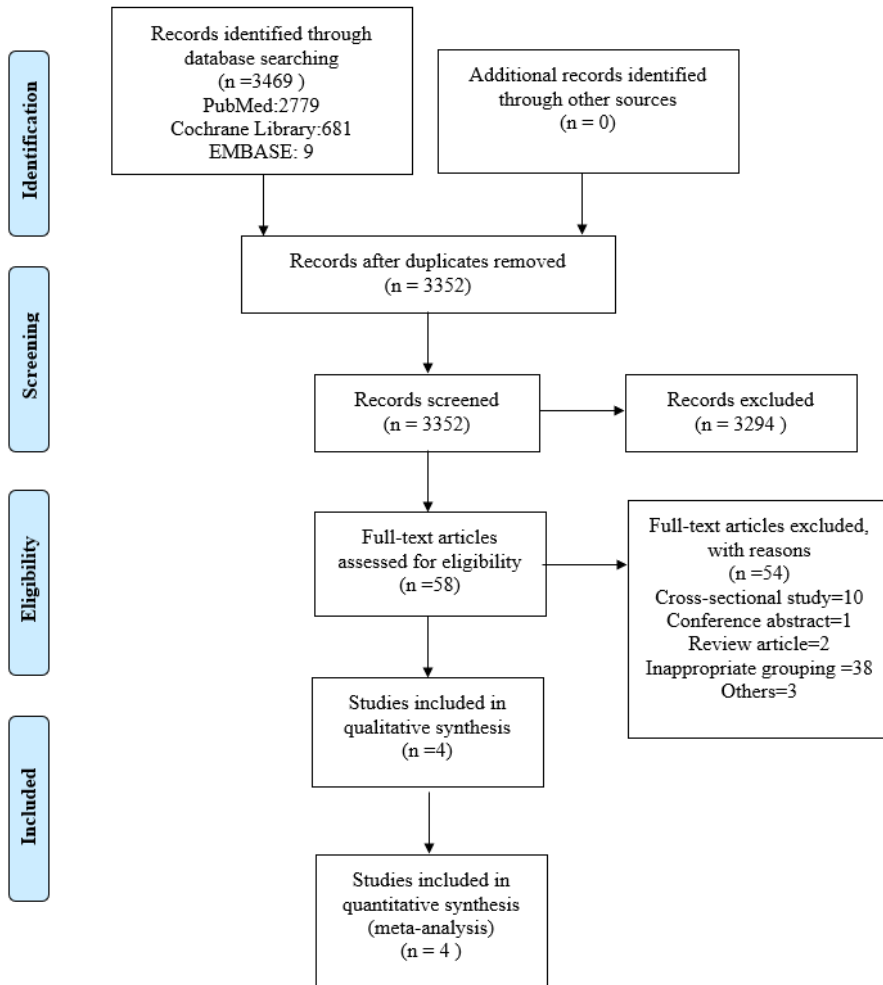 Identification
Records identified through
database searching
(n =3469 )
PubMed:2779
Cochrane Library:681
EMBASE: 9
Additional records identified
through other sources
(n = 0)
Records after duplicates removed
(n = 3352)
Screening
Records screened
(n = 3352)
Records excluded
(n = 3294 )
Eligibility
Full-text articles
assessed for eligibility
(n =58)
Full-text articles excluded,
with reasons
(n =54)
Cross-sectional study=10
Conference abstract=1
Review article=2
Inappropriate grouping =38
Others=3
Included
Studies included in
qualitative synthesis
(n =4)
Studies included in
quantitative synthesis
(meta-analysis)
(n = 4 )